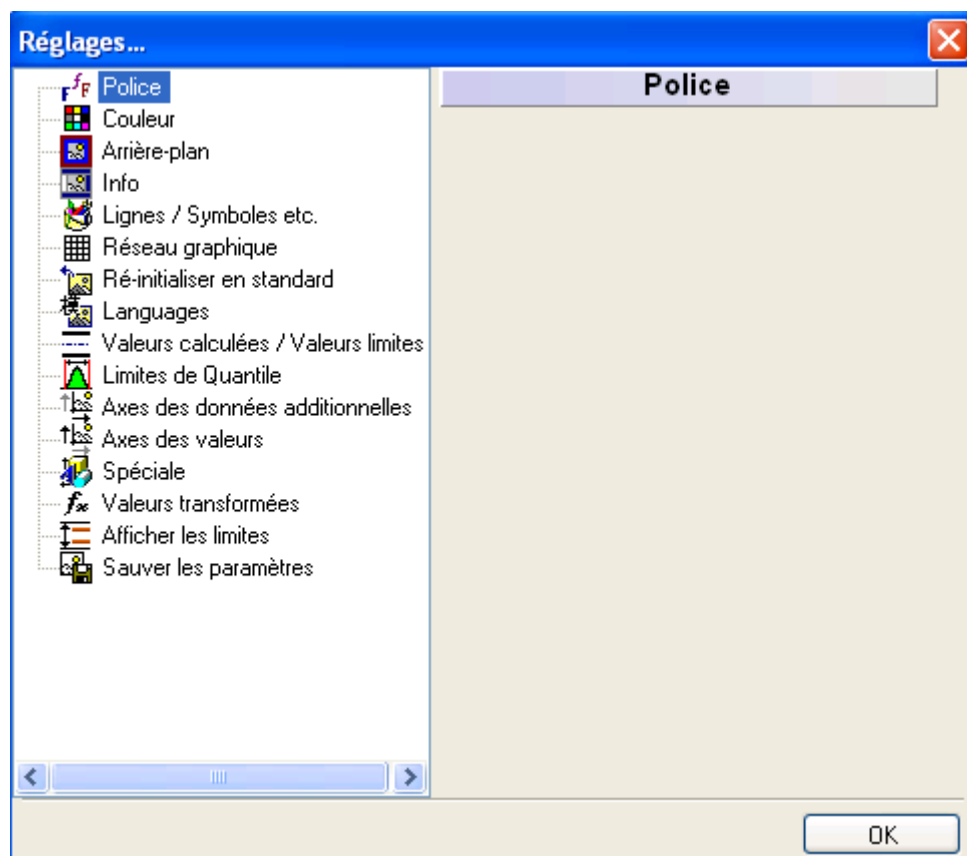 Réglages...
Police
Police
Couleur
Arrière-plan
Info
Lignes / Symboles etc.
Réseau graphique
Ré-initialiser en standard
Languages
Valeurs calculées / Valeurs limites
Limites de Quantile
Axes des données additionnelles
Axes des valeurs
Spéciale
Valeurs transformées
Afficher les limites
Sauver les paramètres
OK